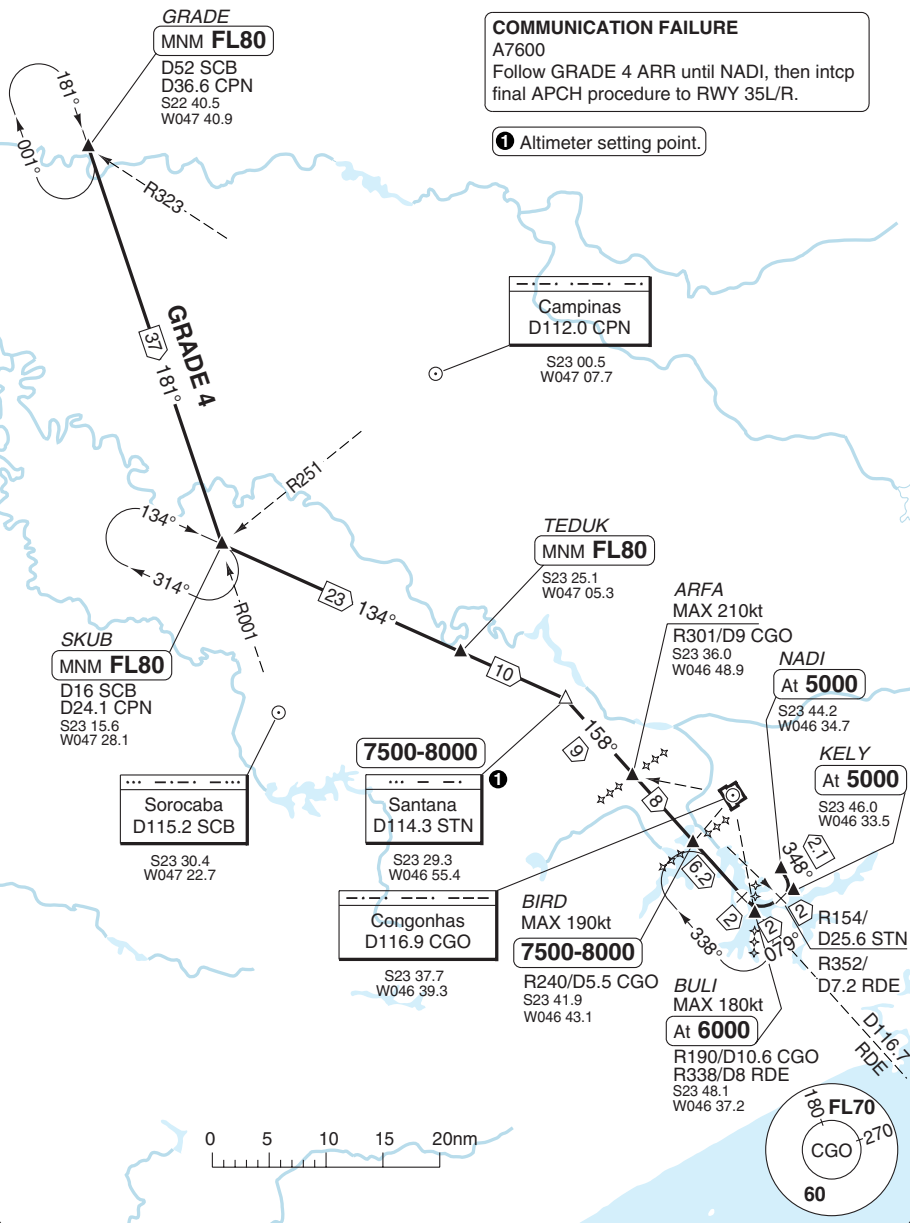 GRADE
MNM FL80
D52 SCB
D36.6 CPN
S22 40.5
W047 40.9
COMMUNICATION FAILURE
A7600
Follow GRADE 4 ARR until NADI, then intcp
final APCH procedure to RWY 35L/R.
1 Altimeter setting point.
181°
001°
R323
37
181°
GRADE 4
Campinas
D112.0 CPN
S23 00.5
W047 07.7
R251
134°
314°
R001
23
134°
SKUB
MNM FL80
D16 SCB
D24.1 CPN
S23 15.6
W047 28.1
TEDUK
MNM FL80
S23 25.1
W047 05.3
10
ARFA
MAX 210kt
R301/D9 CGO
S23 36.0
W046 48.9
NADI
At 5000
S23 44.2
W046 34.7
KELY
At 5000
S23 46.0
W046 33.5
158°
9
8
7500-8000
1
Santana
D114.3 STN
S23 29.3
W046 55.4
Sorocaba
D115.2 SCB
S23 30.4
W047 22.7
Congonhas
D116.9 CGO
S23 37.7
W046 39.3
6.2
2
2
079°
338°
348°
2.1
2
BIRD
MAX 190kt
7500-8000
R240/D5.5 CGO
S23 41.9
W046 43.1
R154/
D25.6 STN
R352/
D7.2 RDE
BULI
MAX 180kt
At 6000
R190/D10.6 CGO
R338/D8 RDE
S23 48.1
W046 37.2
D116.7
RDE
0 5 10 15 20nm
180
FL70
270
CGO
60